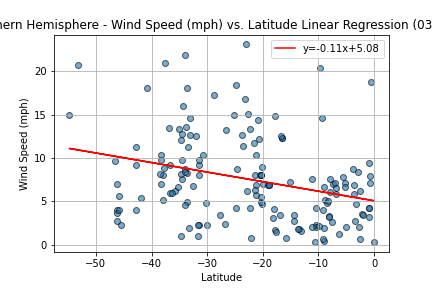 hern Hemisphere - Wind Speed (mph) vs. Latitude Linear Regression (03
y=-0.11x+5.08
20
15
10
5
0
Wind Speed (mph)
−50 −40 −30 −20 −10 0
Latitude